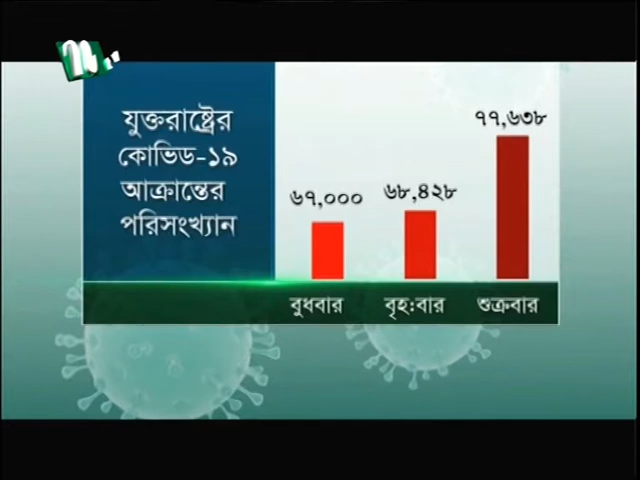 যুক্তরাষ্ট্রের
কোভিড-১৯
আক্রান্তের
পরিসংখ্যান
৬৭,০০০
৬৮,৪২৮
৭৭,৬৩৮
বুধবার
বৃহ:বার
শুক্রবার